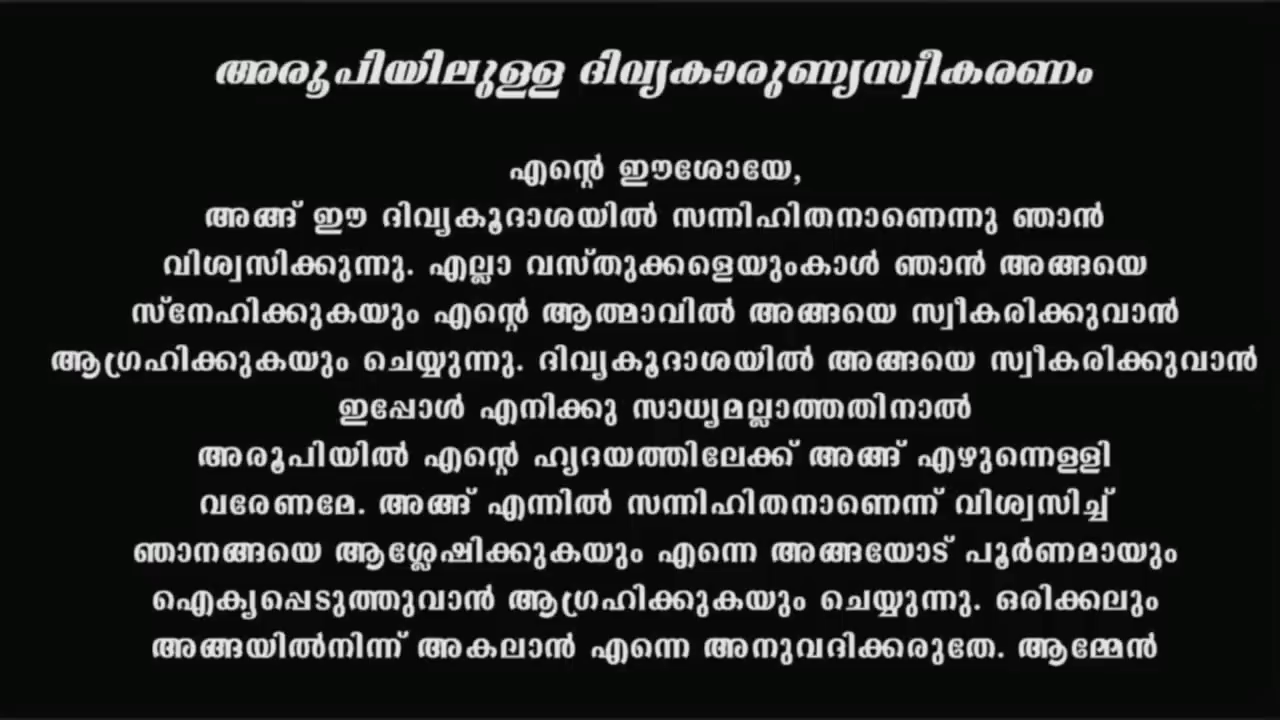 അരൂപിയിലുള്ള ദിവ്യകാരുണ്യസ്വീകരണം
എന്റെ ഈശോയേ,
അങ്ങ് ഈ ദിവ്യകൂദാശയിൽ സന്നിഹിതനാണെന്നു ഞാൻ
വിശ്വസിക്കുന്നു. എല്ലാ വസ്തുക്കളെയുംകാൾ ഞാൻ അങ്ങയെ
സ്നേഹിക്കുകയും എന്റെ ആത്മാവിൽ അങ്ങയെ സ്വീകരിക്കുവാൻ
ആഗ്രഹിക്കുകയും ചെയ്യുന്നു. ദിവ്യകൂദാശയിൽ അങ്ങയെ സ്വീകരിക്കുവാൻ
ഇപ്പോൾ എനിക്കു സാധ്യമല്ലാത്തതിനാൽ
അരൂപിയിൽ എന്റെ ഹൃദയത്തിലേക്ക് അങ്ങ് എഴുന്നെള്ളി
വരേണമേ. അങ്ങ് എന്നിൽ സന്നിഹിതനാണെന്ന് വിശ്വസിച്ച്
ഞാനങ്ങയെ ആശ്ലേഷിക്കുകയും എന്നെ അങ്ങയോട് പൂർണമായും
ഐക്യപ്പെടുത്തുവാൻ ആഗ്രഹിക്കുകയും ചെയ്യുന്നു. ഒരിക്കലും
അങ്ങയിൽനിന്ന് അകലാൻ എന്നെ അനുവദിക്കരുതേ. ആമ്മേൻ